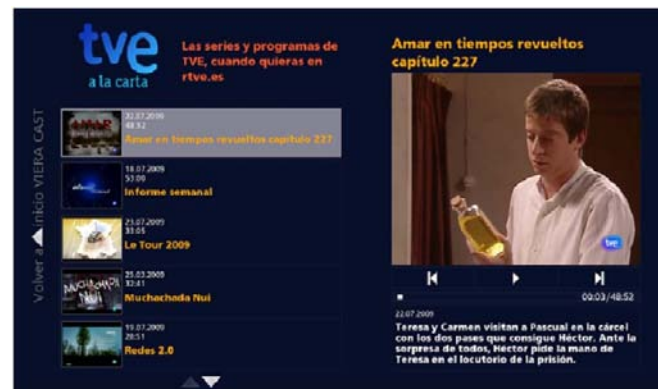 tve
a la carta
Las series y programas de
TVE, cuando quieras en
rtve.es
Volver a inicio VIERA CAST
22.07.2009
48:52
Amar en tiempos revueltos capítulo 227
18.07.2009
53:00
Informe semanal
23.07.2009
33:05
Le Tour 2009
25.03.2009
32:41
MUCHACHADA NUI
Muchachada Nui
19.07.2009
28:51
Redes 2.0
Amar en tiempos revueltos
capítulo 227
tve
00:03/48:52
22.07.2009
Teresa y Carmen visitan a Pascual en la cárcel
con los dos pases que consigue Héctor. Ante la
sorpresa de todos, Héctor pide la mano de
Teresa en el locutorio de la prisión.